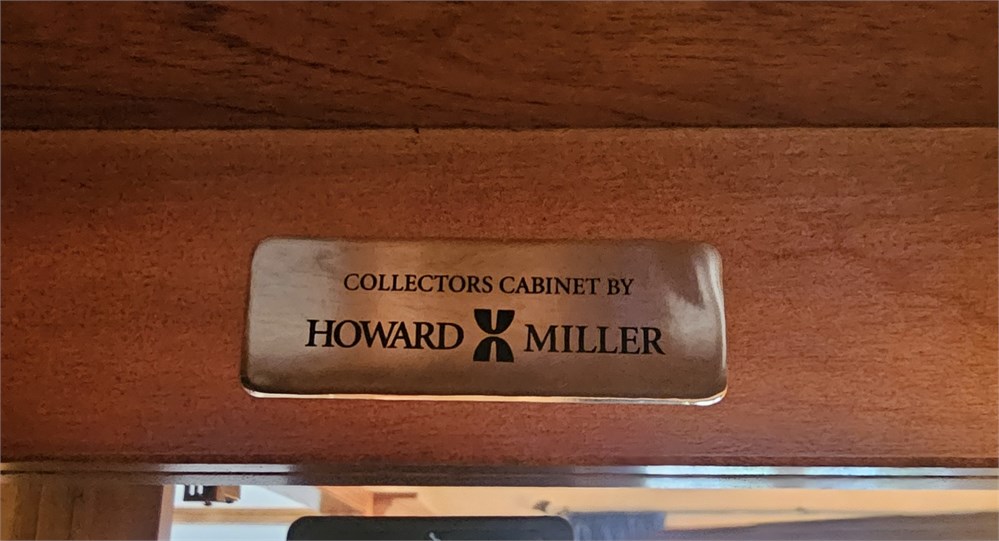 COLLECTORS CABINET BY
HOWARD MILLER